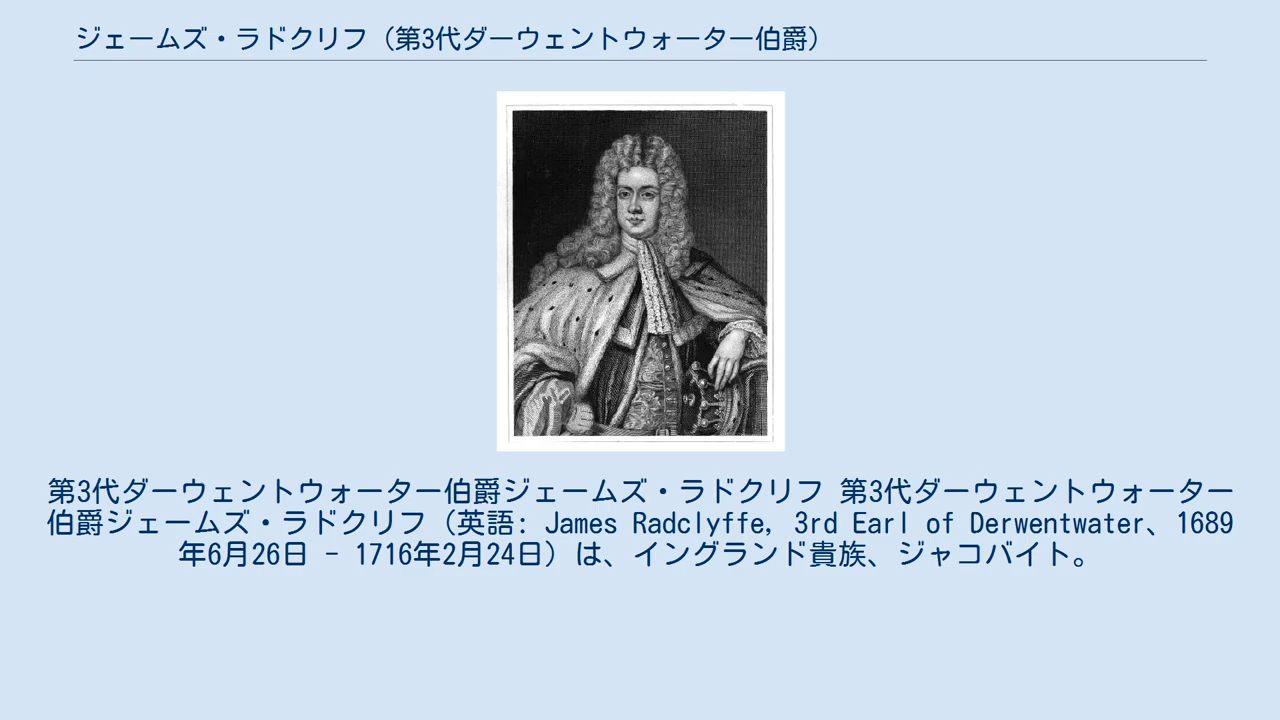 ジェームズ・ラドクリフ（第3代ダーウェントウォーター伯爵）
第3代ダーウェントウォーター伯爵ジェームズ・ラドクリフ 第3代ダーウェントウォーター
伯爵ジェームズ・ラドクリフ（英語: James Radclyffe, 3rd Earl of Derwentwater、1689
年6月26日 - 1716年2月24日）は、イングランド貴族、ジャコバイト。